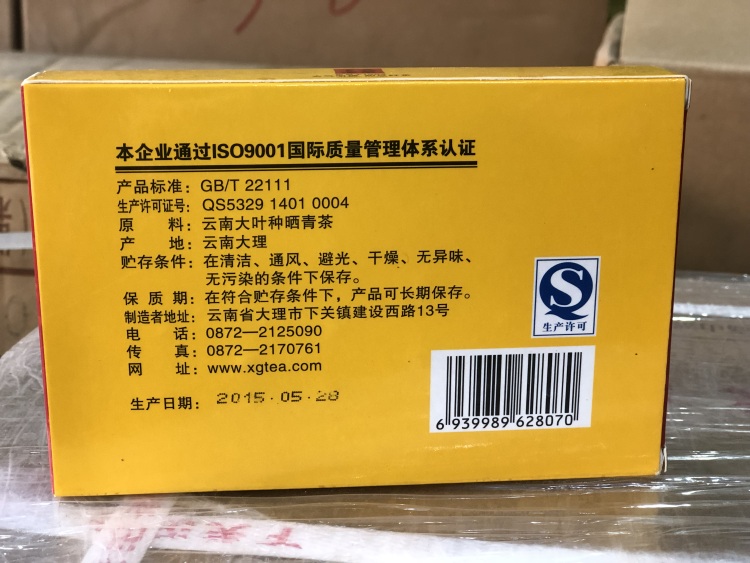 本企业通过ISO9001国际质量管理体系认证
产品标准：GB/T 22111
生产许可证号：QS5329 1401 0004
原　料：云南大叶种晒青茶
产　地：云南大理
贮存条件：在清洁、通风、避光、干燥、无异味、
无污染的条件下保存。
保 质 期：在符合贮存条件下，产品可长期保存。
制造者地址：云南省大理市下关镇建设西路13号
电　话：0872—2125090
传　真：0872—2170761
网　址：www.xgtea.com
生产日期：2015.05.28
S
生产许可
6 939989 628070
下关